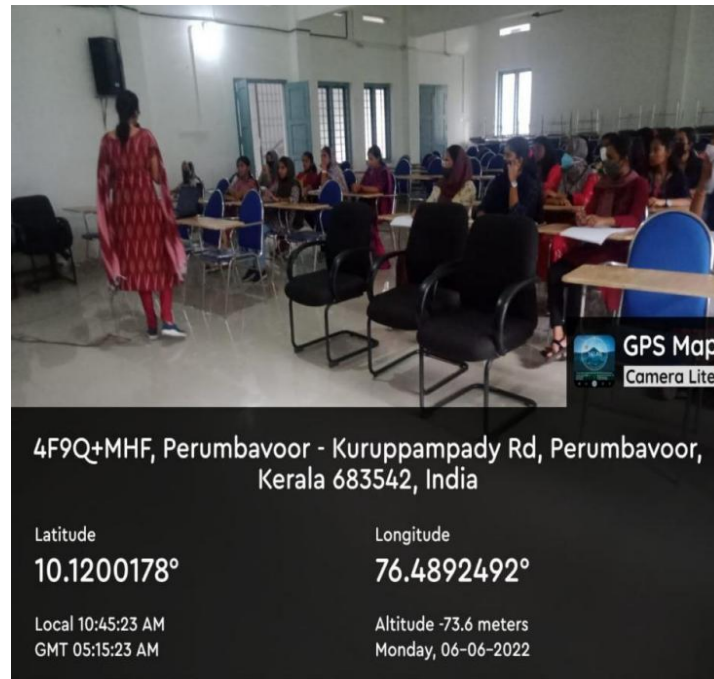 GPS Map
Camera Lite
4F9Q+MHF, Perumbavoor - Kuruppampady Rd, Perumbavoor,
Kerala 683542, India
Latitude
10.1200178°
Longitude
76.4892492°
Local 10:45:23 AM
GMT 05:15:23 AM
Altitude -73.6 meters
Monday, 06-06-2022